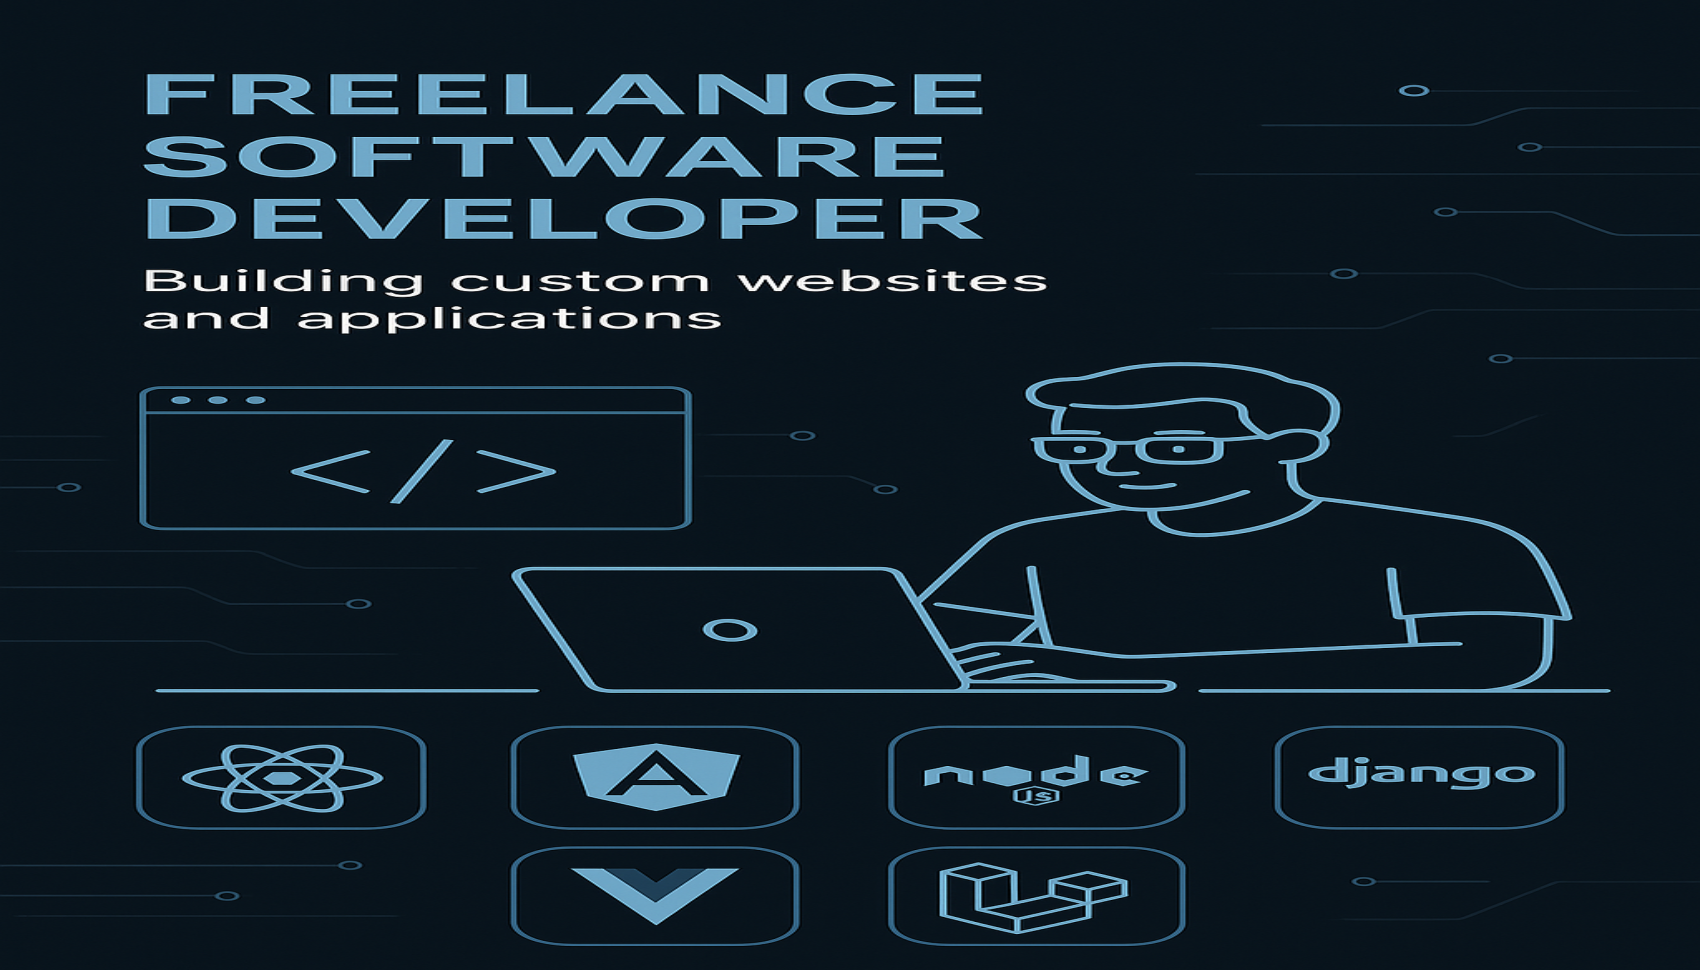 FREELANCE
SOFTWARE
DEVELOPER
Building custom websites
and applications
</>
node
JS
django